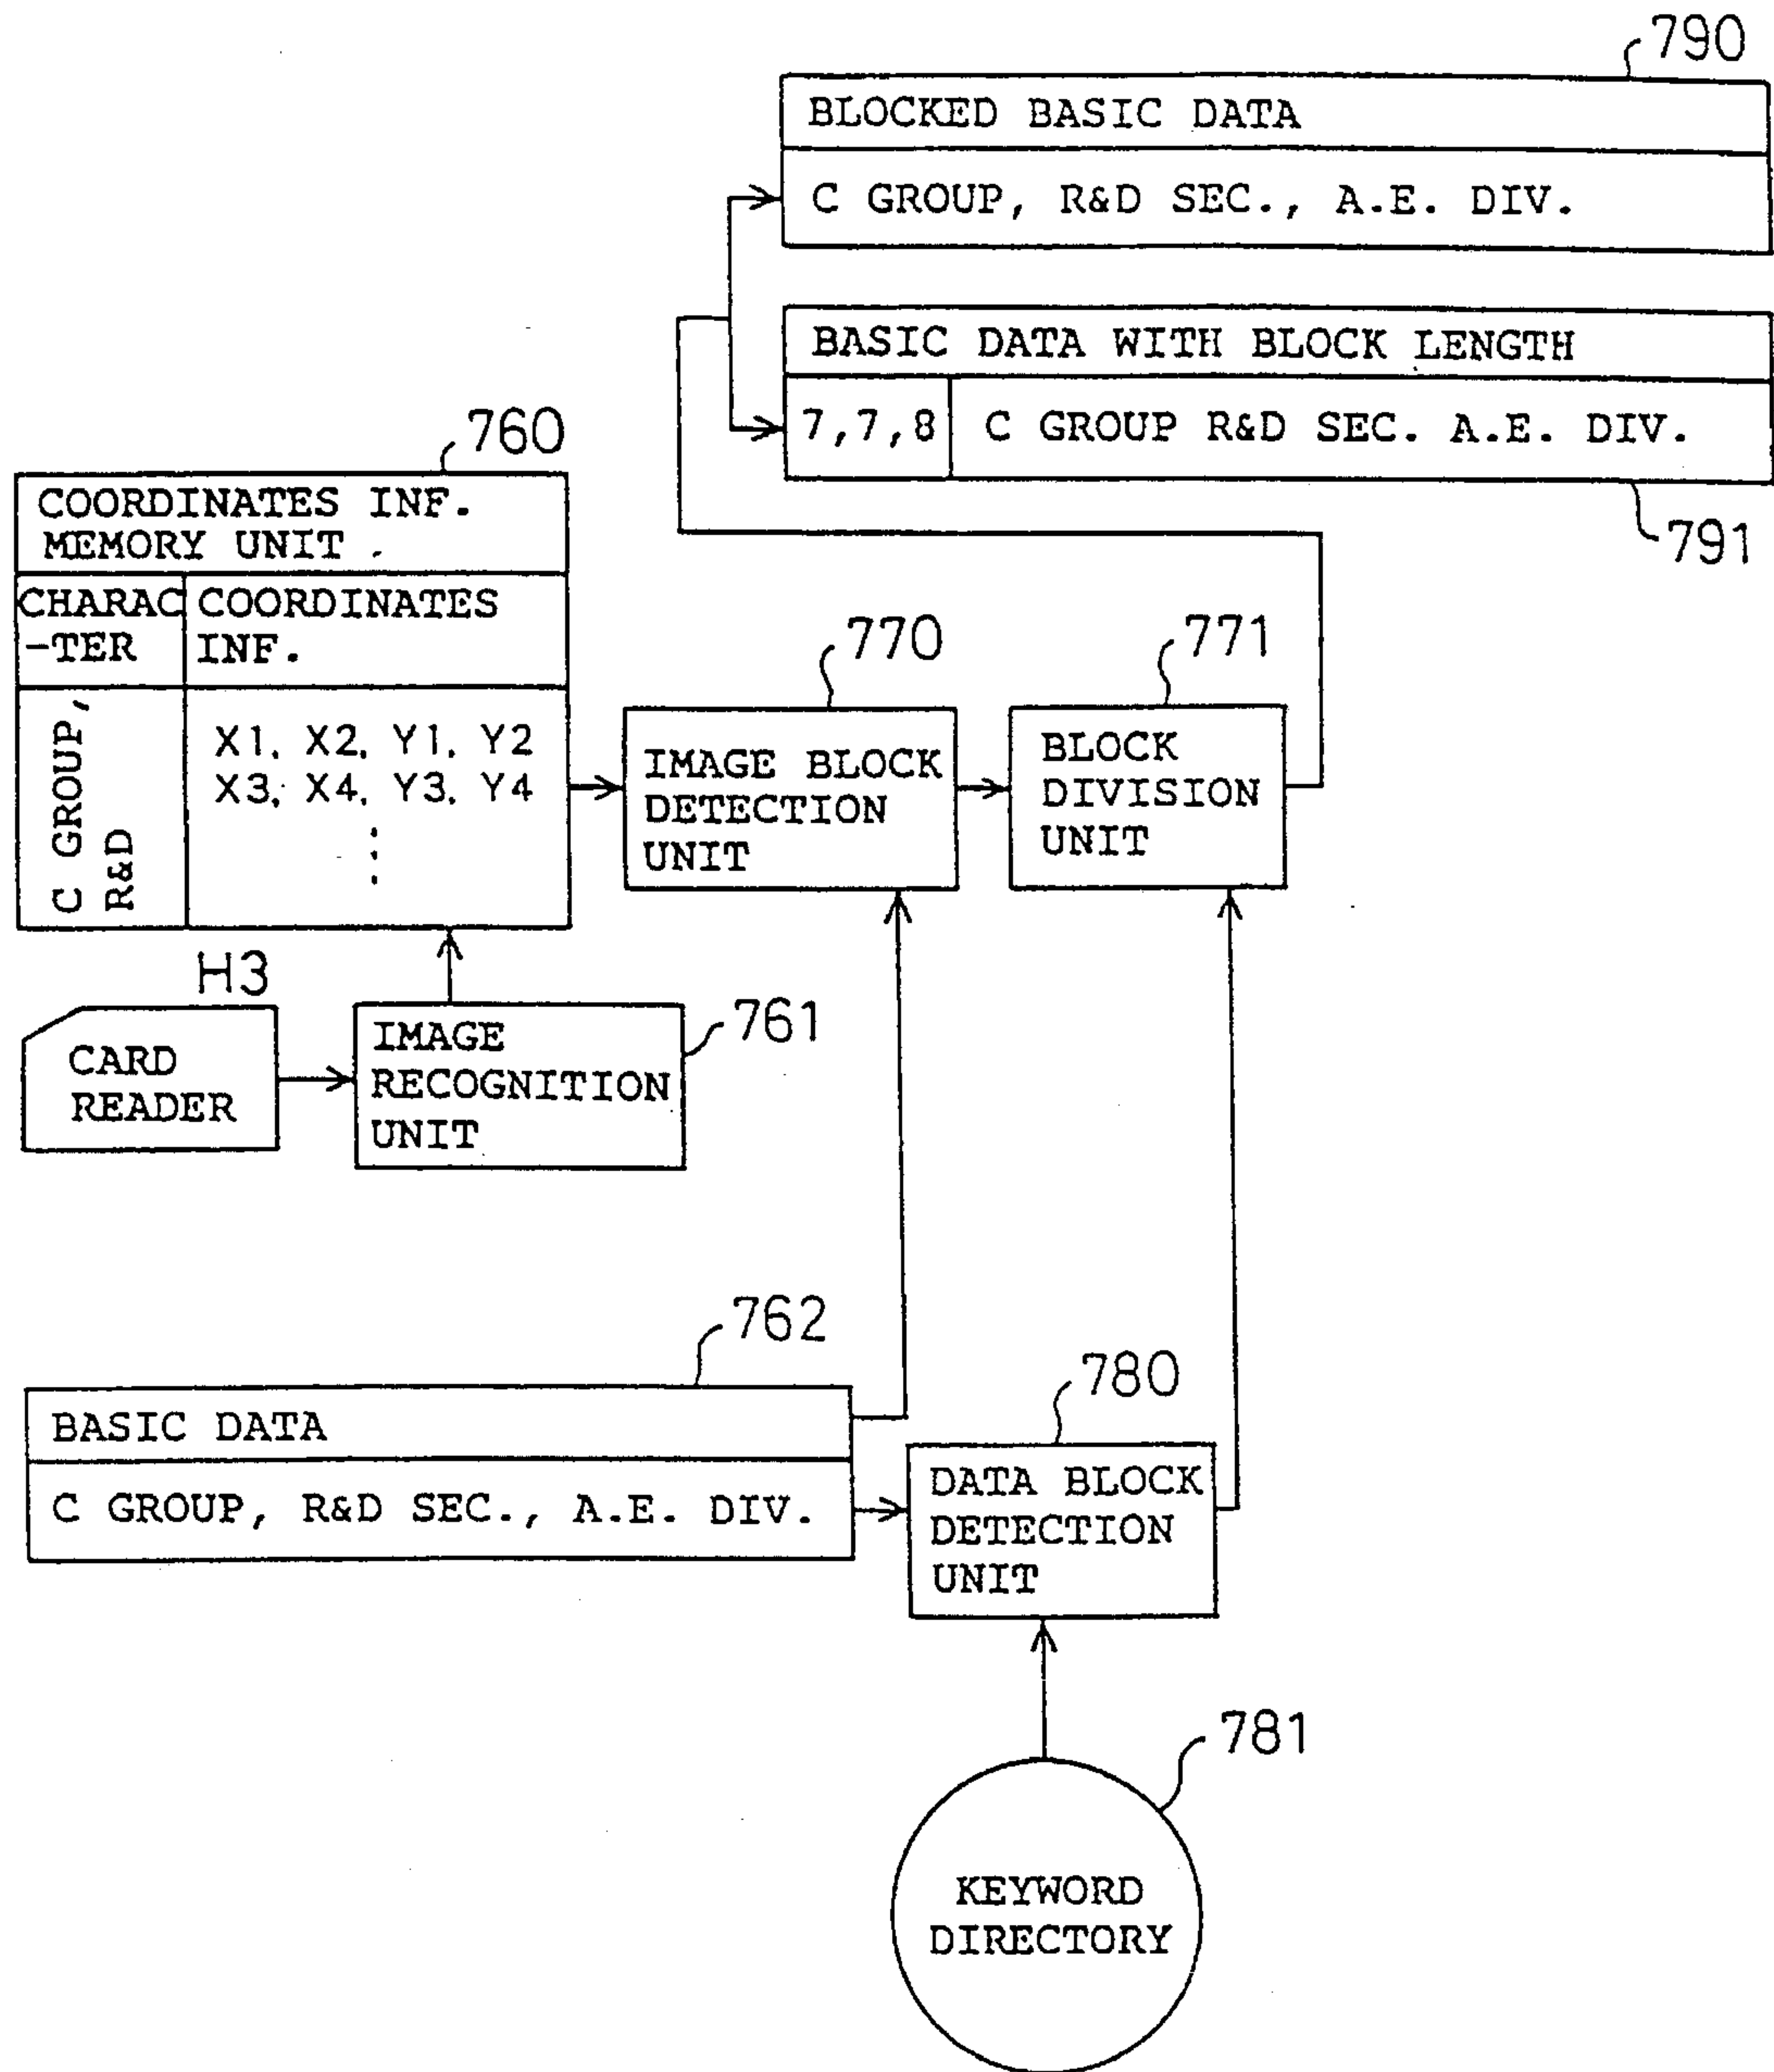 790
BLOCKED BASIC DATA
C GROUP, R&D SEC., A.E. DIV.
BASIC DATA WITH BLOCK LENGTH
7,7,8 C GROUP R&D SEC. A.E. DIV.
791
760
COORDINATES INF.
MEMORY UNIT
CHARAC
-TER
COORDINATES
INF.
C GROUP,
R&D
X1, X2, Y1, Y2
X3, X4, Y3, Y4
770
IMAGE BLOCK
DETECTION
UNIT
771
BLOCK
DIVISION
UNIT
H3
CARD
READER
761
IMAGE
RECOGNITION
UNIT
762
BASIC DATA
C GROUP, R&D SEC., A.E. DIV.
780
DATA BLOCK
DETECTION
UNIT
781
KEYWORD
DIRECTORY